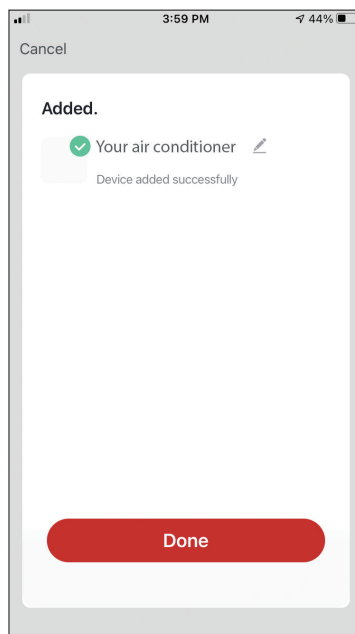 3:59 PM 44%
Cancel
Added.
Your air conditioner
Device added successfully
Done